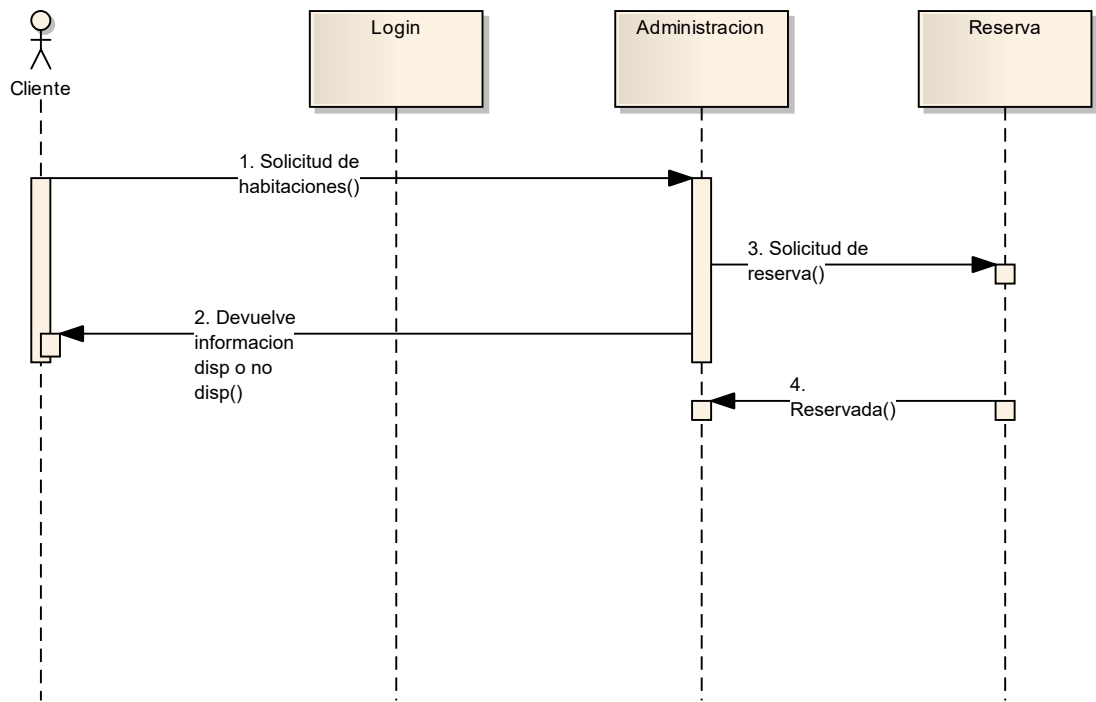 Cliente
Login
Administracion
Reserva
1. Solicitud de
habitaciones()
3. Solicitud de
reserva()
2. Devuelve
informacion
disp o no
disp()
4.
Reservada()